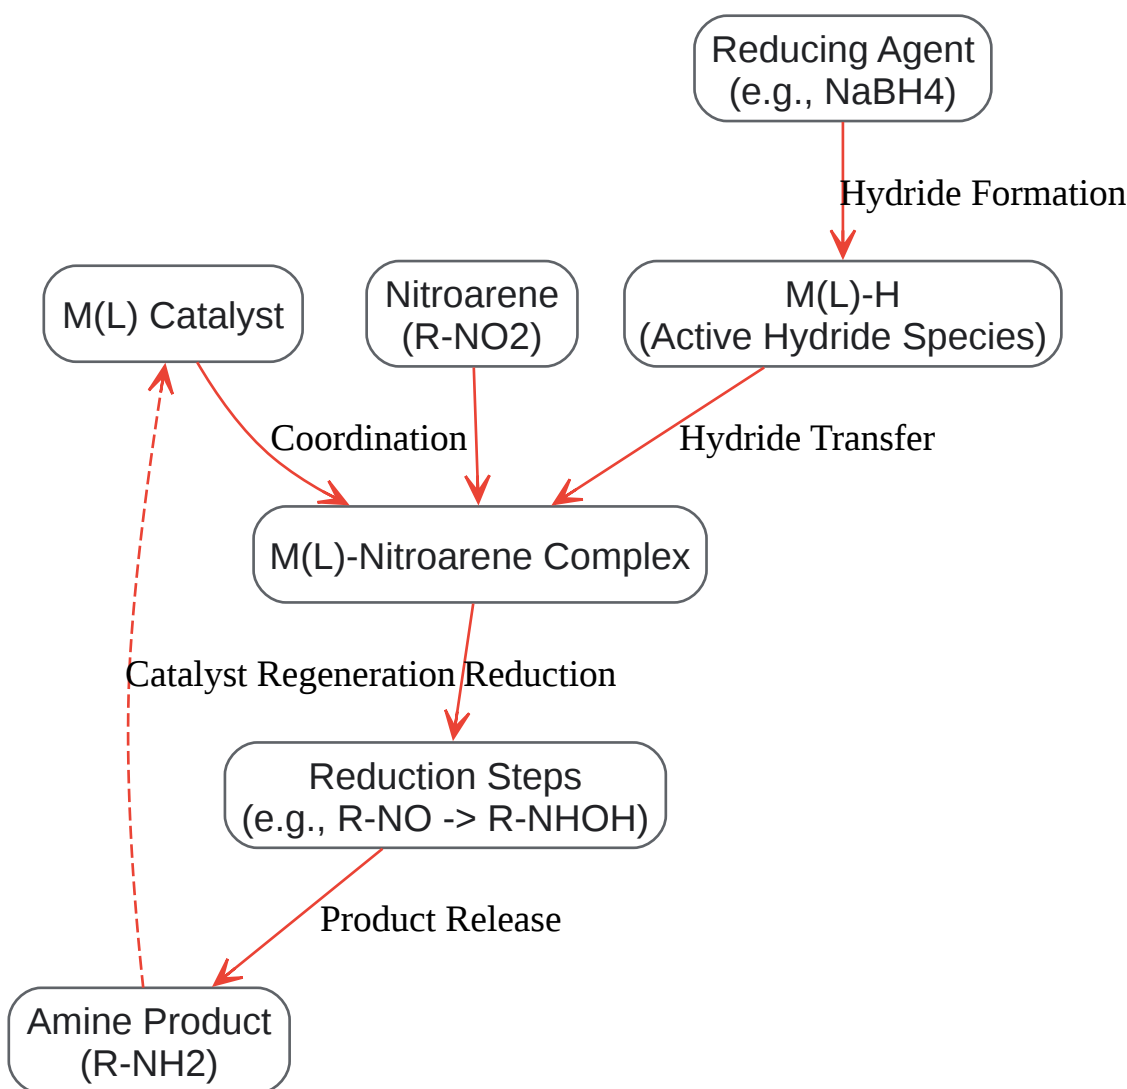 Reducing Agent
(e.g., NaBH4)
Hydride Formation
M(L) Catalyst
Nitroarene
(R-NO2)
M(L)-H
(Active Hydride Species)
Coordination
Hydride Transfer
M(L)-Nitroarene Complex
Catalyst Regeneration
Reduction
Reduction Steps
(e.g., R-NO -> R-NHOH)
Product Release
Amine Product
(R-NH2)